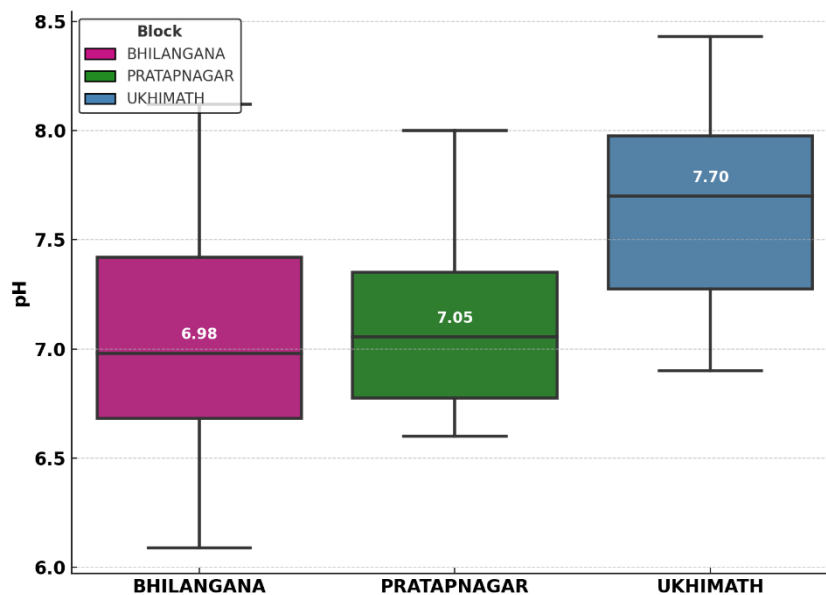 8.5
8.0
7.5
7.0
6.5
6.0
pH
Block
BHILANGANA
PRATAPNAGAR
UKHIMATH
6.98
7.05
7.70
BHILANGANA PRATAPNAGAR UKHIMATH